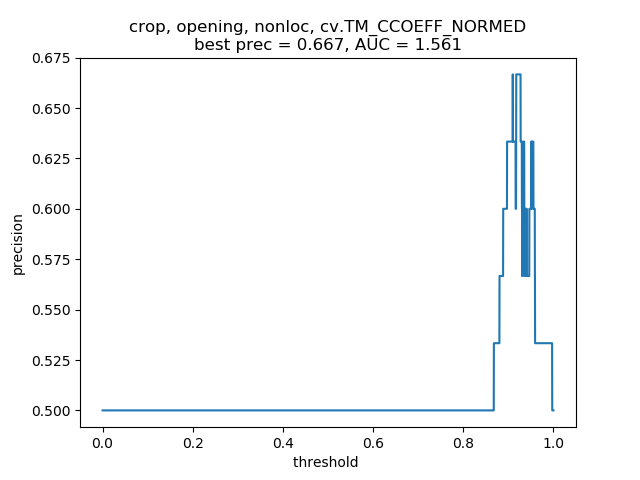 crop, opening, nonloc, cv.TM_CCOEFF_NORMED
best prec = 0.667, AUC = 1.561
0.675
0.650
0.625
0.600
0.575
0.550
0.525
0.500
precision
0.0 0.2 0.4 0.6 0.8 1.0
threshold